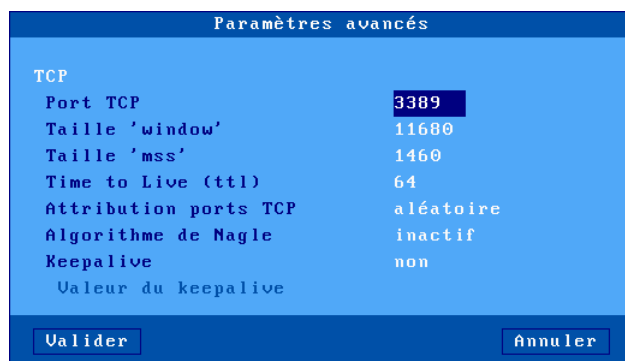 Paramètres avancés
TCP
Port TCP 3389
Taille 'window' 11680
Taille 'mss' 1460
Time to Live (ttl) 64
Attribution ports TCP aléatoire
Algorithme de Nagle inactif
Keepalive non
Valeur du keepalive
Valider Annuler